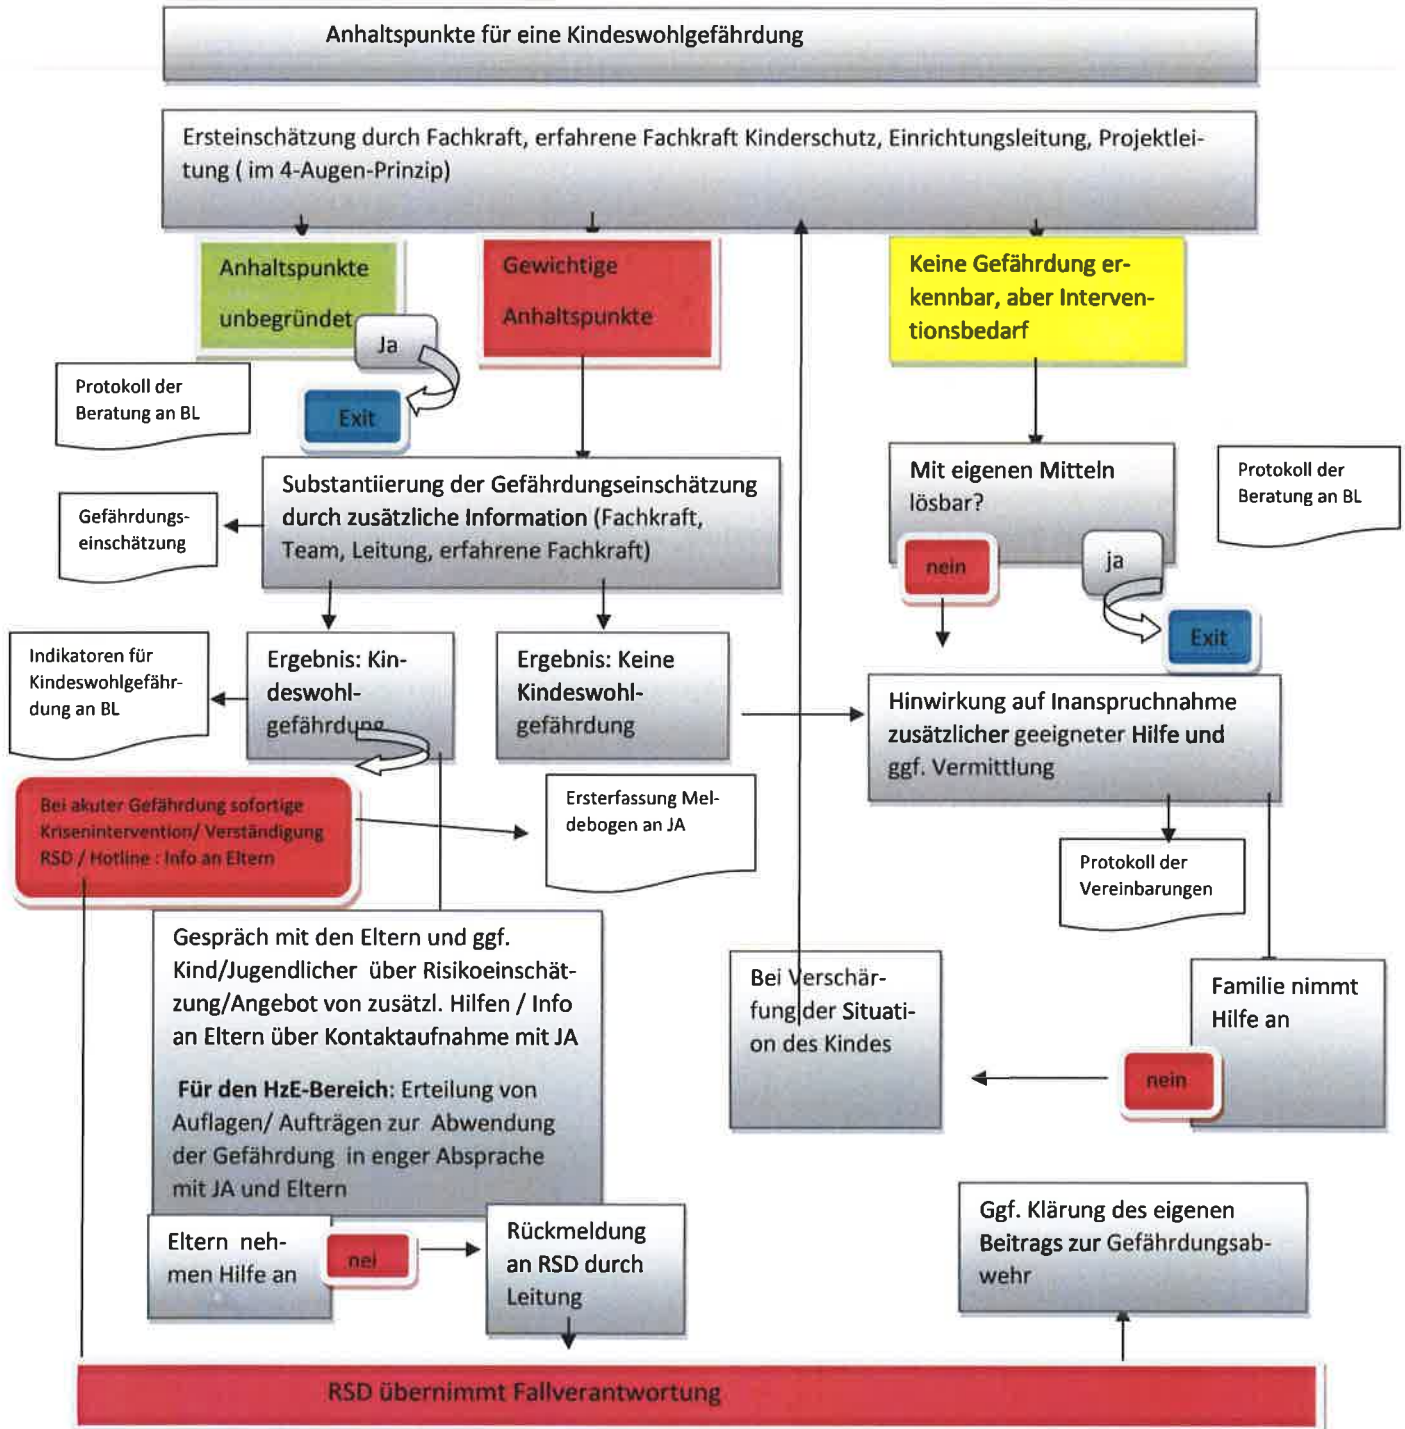 Anhaltspunkte für eine Kindeswohlgefährdung
Ersteinschätzung durch Fachkraft, erfahrene Fachkraft Kinderschutz, Einrichtungsleitung, Projektlei-
tung ( im 4-Augen-Prinzip)
Anhaltspunkte
unbegründet
Ja
Exit
Gewichtige
Anhaltspunkte
Keine Gefährdung er-
kennbar, aber Interven-
tionsbedarf
Protokoll der
Beratung an BL
Substantiierung der Gefährdungseinschätzung
durch zusätzliche Information (Fachkraft,
Team, Leitung, erfahrene Fachkraft)
Gefährdungs-
einschätzung
Mit eigenen Mitteln
lösbar?
nein
ja
Exit
Protokoll der
Beratung an BL
Indikatoren für
Kindeswohlgefähr-
dung an BL
Ergebnis: Kin-
deswohl-
gefährdung
Ergebnis: Keine
Kindeswohl-
gefährdung
Hinwirkung auf Inanspruchnahme
zusätzlicher geeigneter Hilfe und
ggf. Vermittlung
Bei akuter Gefährdung sofortige
Krisenintervention/ Verständigung
RSD / Hotline : Info an Eltern
Ersterfassung Mel-
debogen an JA
Protokoll der
Vereinbarungen
Gespräch mit den Eltern und ggf.
Kind/Jugendlicher über Risikoeinschät-
zung/Angebot von zusätzl. Hilfen / Info
an Eltern über Kontaktaufnahme mit JA
Für den HzE-Bereich: Erteilung von
Auflagen/ Aufträgen zur Abwendung
der Gefährdung in enger Absprache
mit JA und Eltern
Bei Verschär-
fung der Situati-
on des Kindes
Familie nimmt
Hilfe an
nein
Eltern neh-
men Hilfe an
nei
Rückmeldung
an RSD durch
Leitung
Ggf. Klärung des eigenen
Beitrags zur Gefährdungsab-
wehr
RSD übernimmt Fallverantwortung